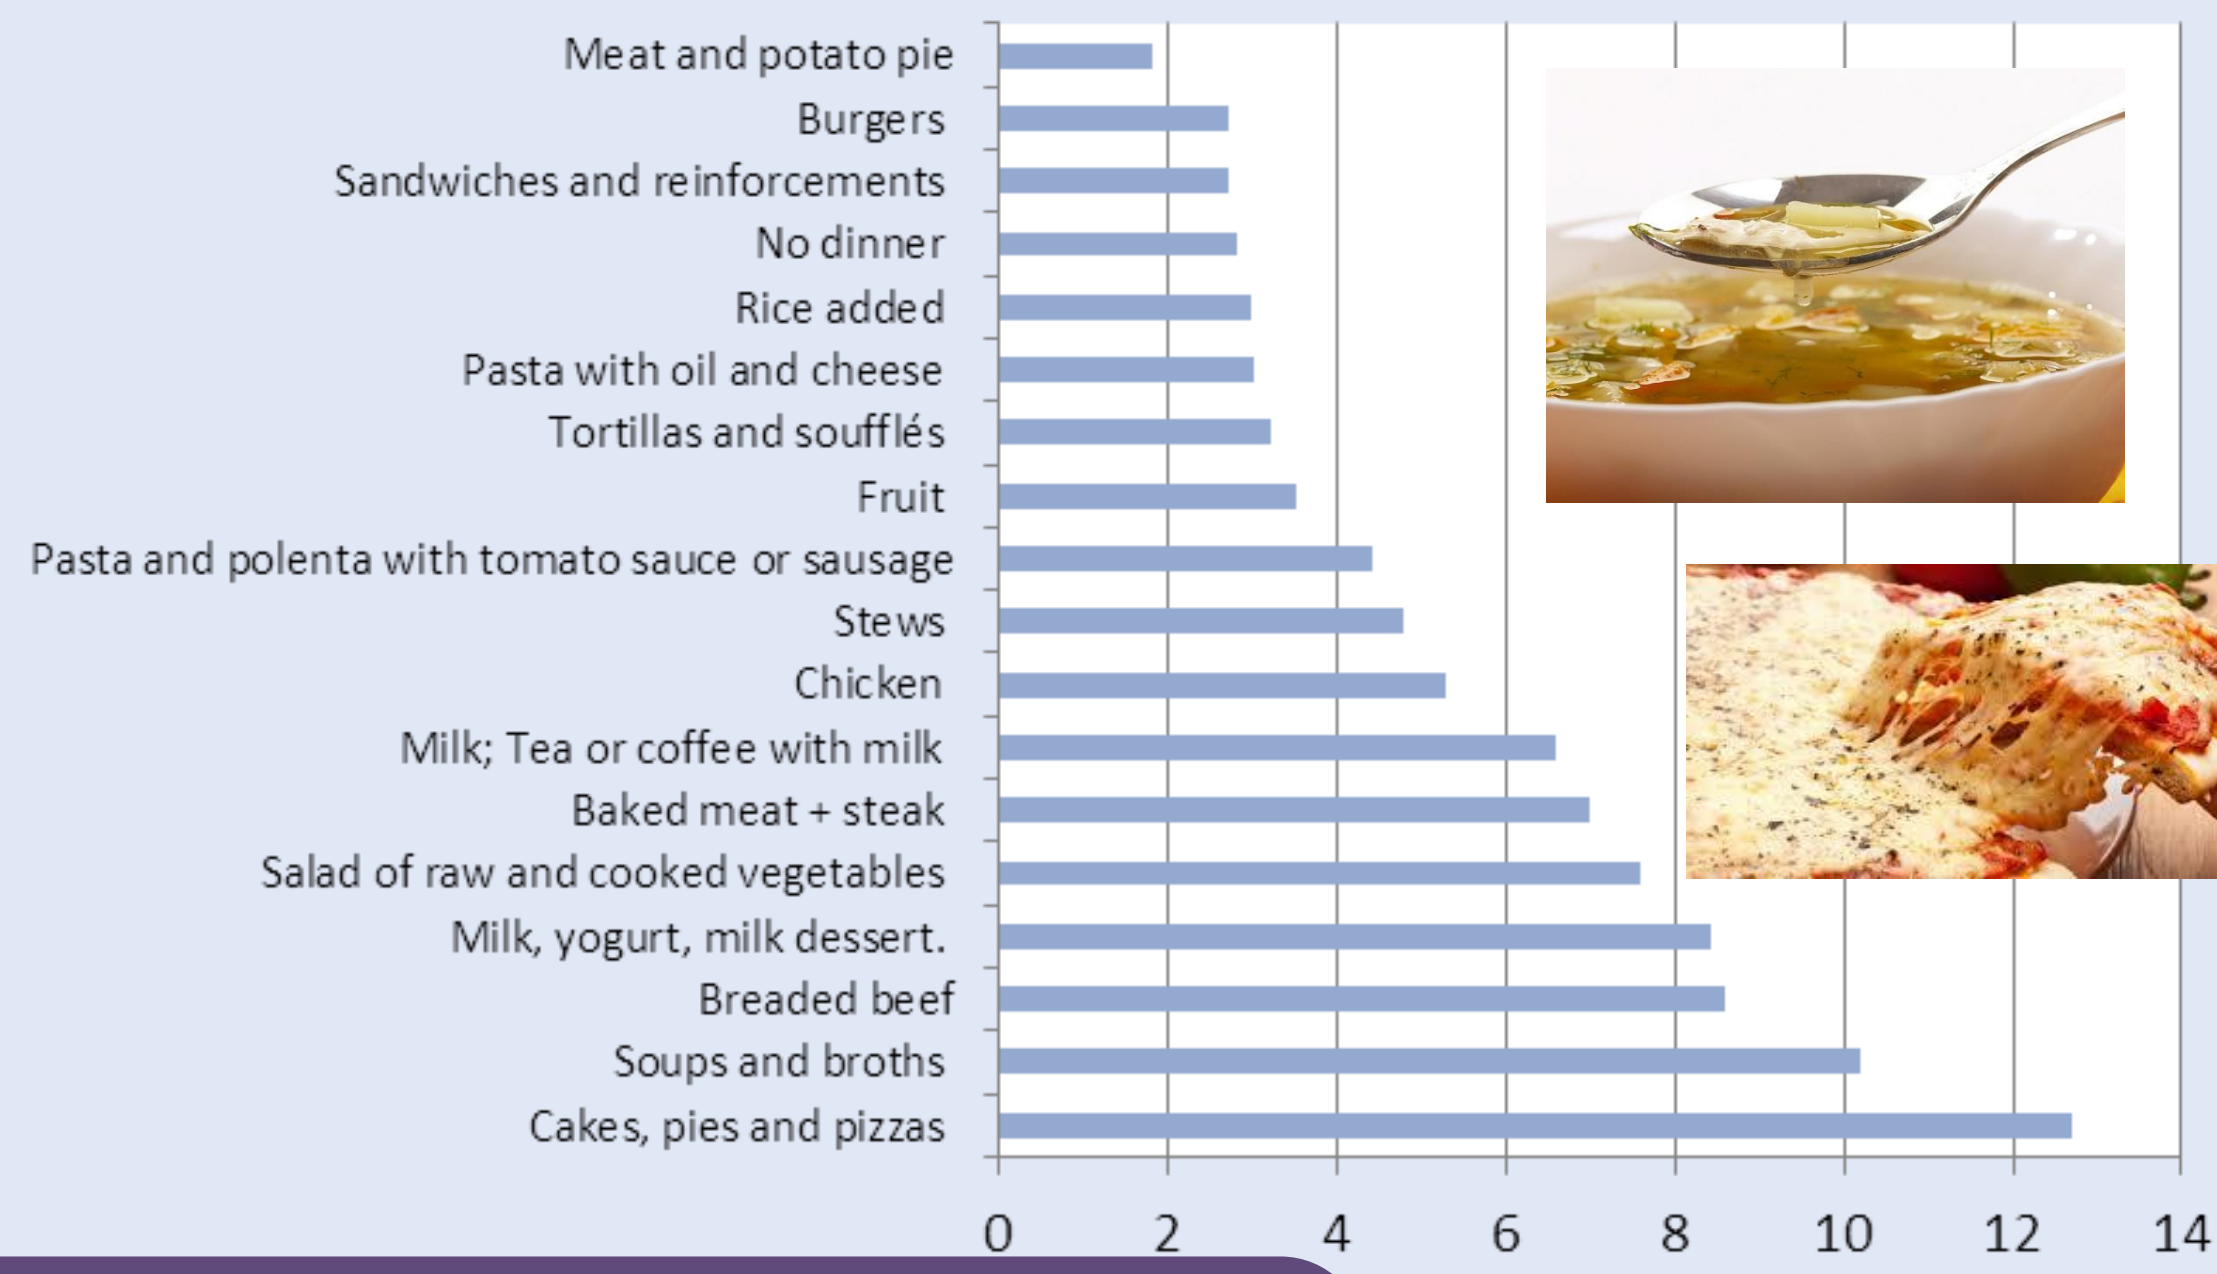 Meat and potato pie
Burgers
Sandwiches and reinforcements
No dinner
Rice added
Pasta with oil and cheese
Tortillas and soufflés
Fruit
Pasta and polenta with tomato sauce or sausage
Stews
Chicken
Milk; Tea or coffee with milk
Baked meat + steak
Salad of raw and cooked vegetables
Milk, yogurt, milk dessert.
Breaded beef
Soups and broths
Cakes, pies and pizzas
0 2 4 6 8 10 12 14